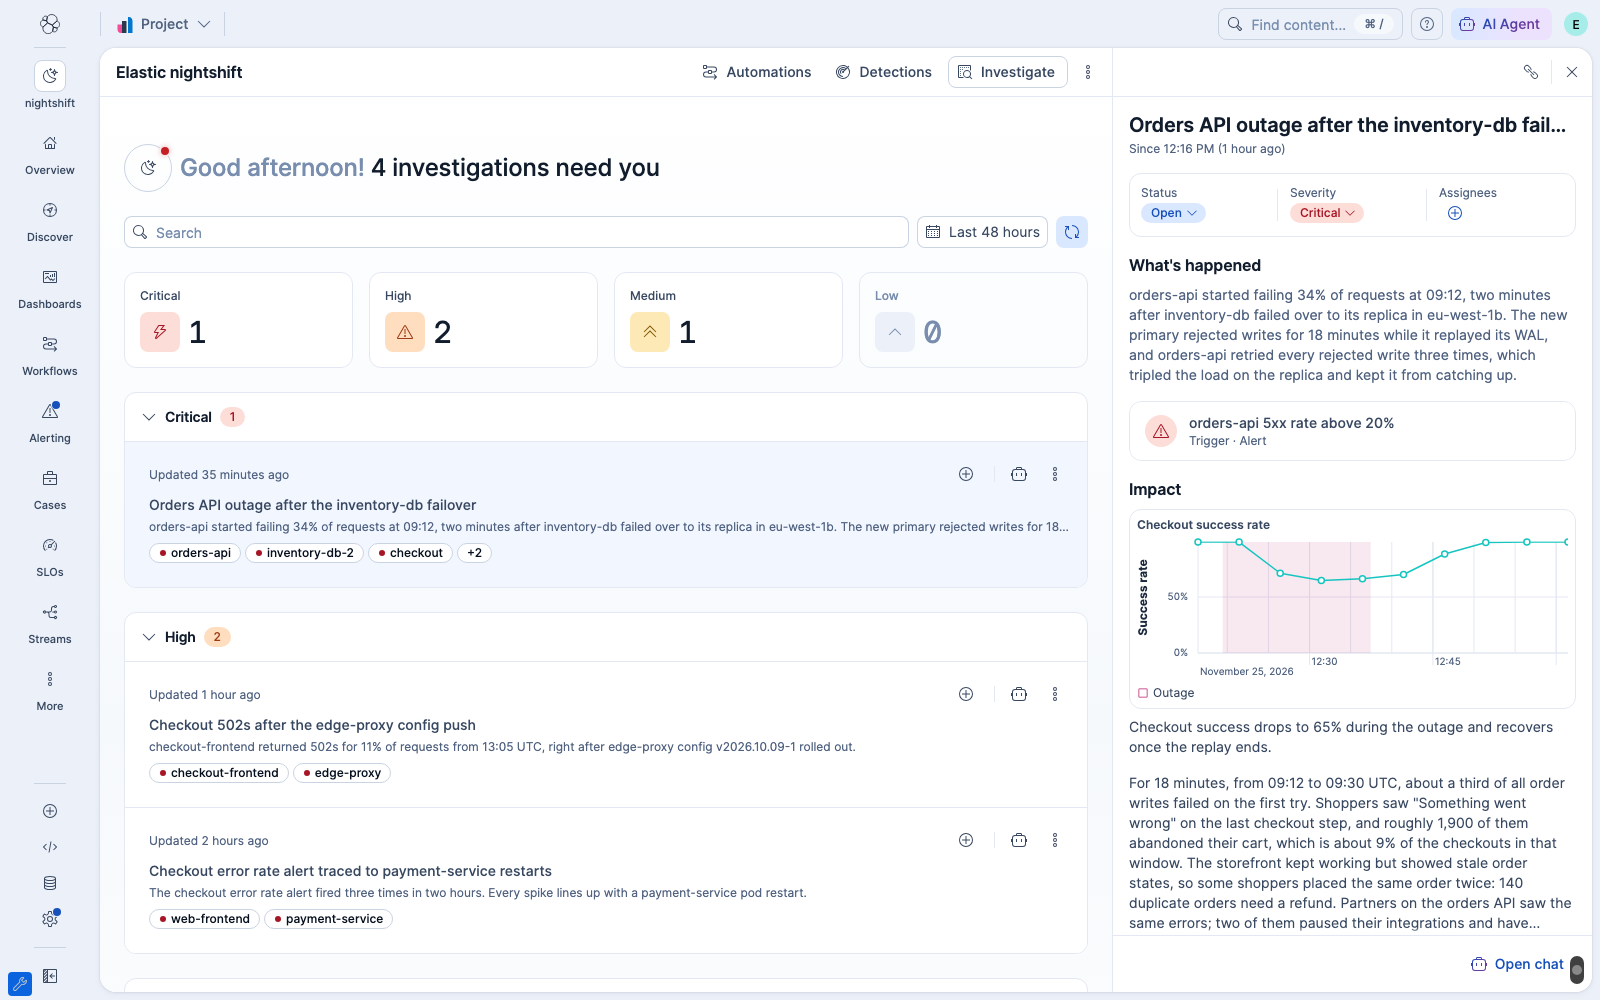 Project
Find content...
⌘ /
AI Agent
E
nightshift
Overview
Discover
Dashboards
Workflows
Alerting
Cases
SLOs
Streams
More
Elastic nightshift
Automations
Detections
Investigate
Good afternoon! 4 investigations need you
Search
Last 48 hours
Critical
1
High
2
Medium
1
Low
0
Critical 1
Updated 35 minutes ago
Orders API outage after the inventory-db failover
orders-api started failing 34% of requests at 09:12, two minutes after inventory-db failed over to its replica in eu-west-1b. The new primary rejected writes for 18...
orders-api
inventory-db-2
checkout
+2
High 2
Updated 1 hour ago
Checkout 502s after the edge-proxy config push
checkout-frontend returned 502s for 11% of requests from 13:05 UTC, right after edge-proxy config v2026.10.09-1 rolled out.
checkout-frontend
edge-proxy
Updated 2 hours ago
Checkout error rate alert traced to payment-service restarts
The checkout error rate alert fired three times in two hours. Every spike lines up with a payment-service pod restart.
web-frontend
payment-service
Orders API outage after the inventory-db fail...
Since 12:16 PM (1 hour ago)
Status
Open
Severity
Critical
Assignees
What's happened
orders-api started failing 34% of requests at 09:12, two minutes
after inventory-db failed over to its replica in eu-west-1b. The new
primary rejected writes for 18 minutes while it replayed its WAL,
and orders-api retried every rejected write three times, which
tripled the load on the replica and kept it from catching up.
orders-api 5xx rate above 20%
Trigger · Alert
Impact
Checkout success rate
Success rate
50%
0%
12:30
12:45
November 25, 2026
Outage
Checkout success drops to 65% during the outage and recovers
once the replay ends.
For 18 minutes, from 09:12 to 09:30 UTC, about a third of all order
writes failed on the first try. Shoppers saw "Something went
wrong" on the last checkout step, and roughly 1,900 of them
abandoned their cart, which is about 9% of the checkouts in that
window. The storefront kept working but showed stale order
states, so some shoppers placed the same order twice: 140
duplicate orders need a refund. Partners on the orders API saw the
same errors; two of them paused their integrations and have...
Open chat